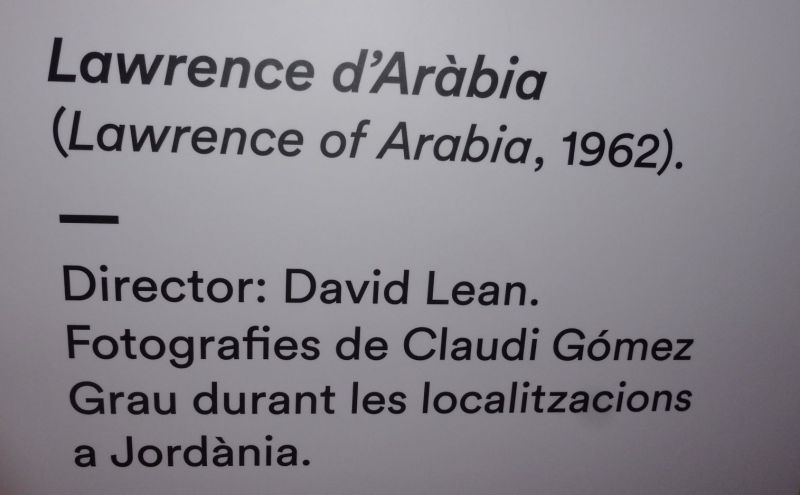 Lawrence d'Aràbia
(Lawrence of Arabia, 1962).
Director: David Lean.
Fotografies de Claudi Gómez
Grau durant les localitzacions
a Jordània.